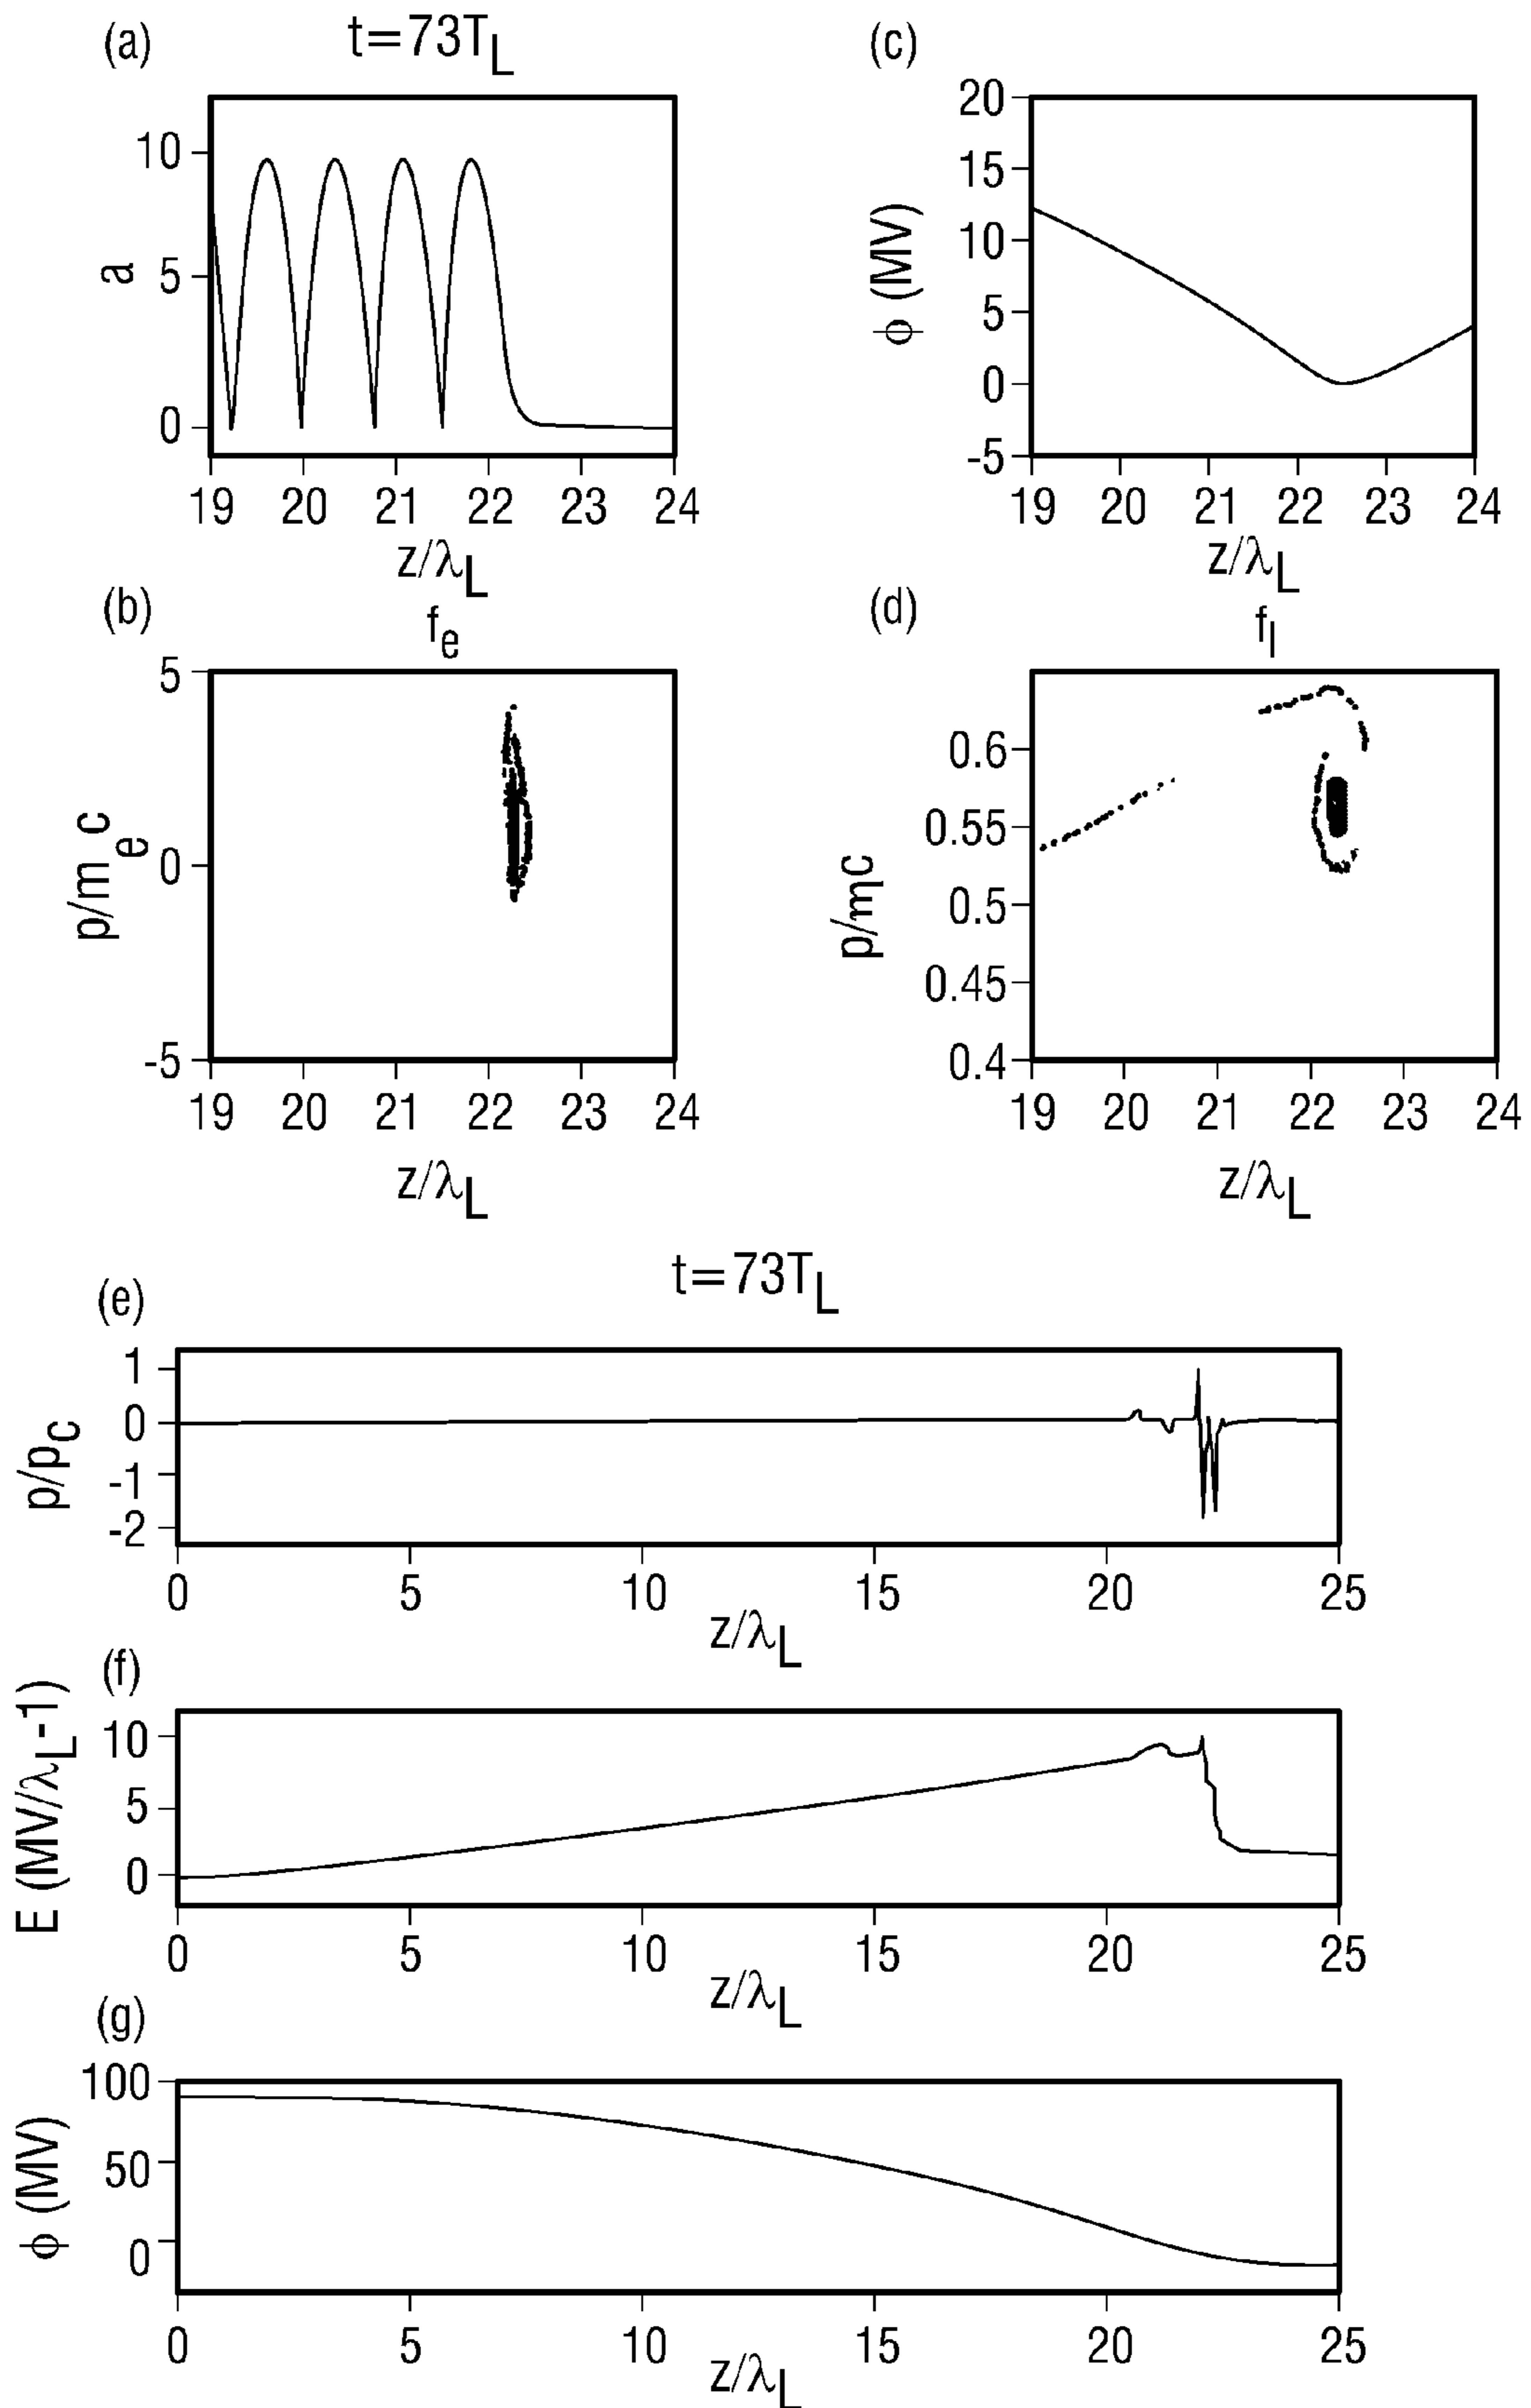 (a) t=73T_L
10
5
0
a
19 20 21 22 23 24
z/λ_L
(c)
20
15
10
5
0
-5
ϕ (MV)
19 20 21 22 23 24
z/λ_L
(b) f_e
5
0
-5
p/m_e c
19 20 21 22 23 24
z/λ_L
(d) f_I
0.6
0.55
0.5
0.45
0.4
p/mc
19 20 21 22 23 24
z/λ_L
t=73T_L
(e)
1
0
-1
-2
p/p_c
0 5 10 15 20 25
z/λ_L
(f)
10
5
0
E (MV/λ_L-1)
0 5 10 15 20 25
z/λ_L
(g)
100
50
0
ϕ (MV)
0 5 10 15 20 25
z/λ_L